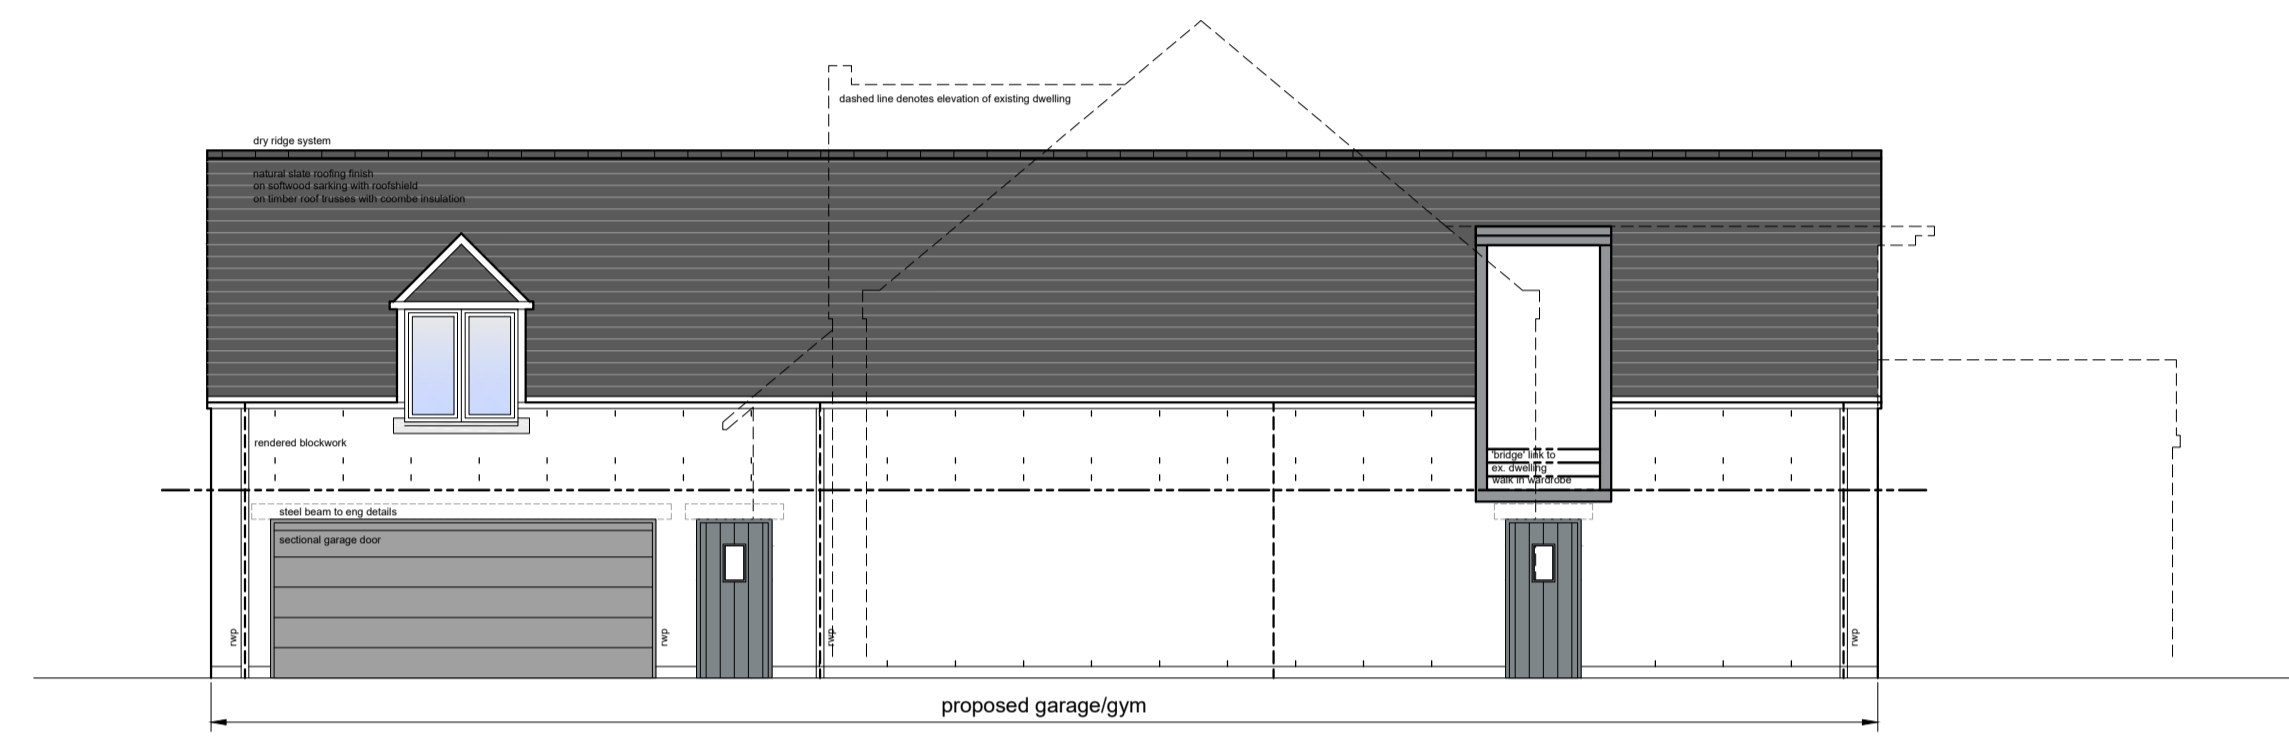 dashed line denotes elevation of existing dwelling
dry ridge system
natural slate roofing finish
on softwood sarking with roofshield
on timber roof trusses with coombe insulation
rendered blockwork
'bridge' link to
ex. dwelling
walk in wardrobe
steel beam to eng details
sectional garage door
rwp
rwp
rwp
rwp
proposed garage/gym